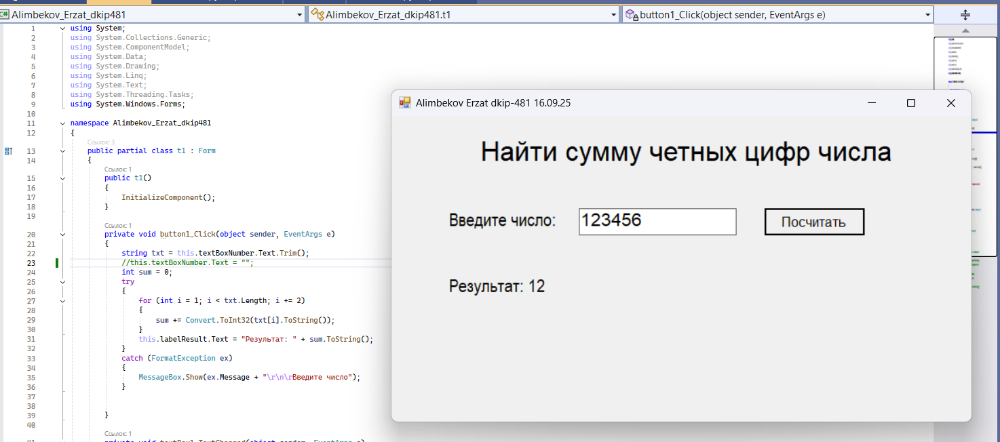 Alimbekov_Erzat_dkip481
Alimbekov_Erzat_dkip481.t1
button1_Click(object sender, EventArgs e)
1 using System;
2 using System.Collections.Generic;
3 using System.ComponentModel;
4 using System.Data;
5 using System.Drawing;
6 using System.Linq;
7 using System.Text;
8 using System.Threading.Tasks;
9 using System.Windows.Forms;
10
11 namespace Alimbekov_Erzat_dkip481
12 {
Ссылок: 3
13 public partial class t1 : Form
14 {
Ссылок: 1
15 public t1()
16 {
17 InitializeComponent();
18 }
19
Ссылок: 1
20 private void button1_Click(object sender, EventArgs e)
21 {
22 string txt = this.textBoxNumber.Text.Trim();
23 //this.textBoxNumber.Text = "";
24 int sum = 0;
25 try
26 {
27 for (int i = 1; i < txt.Length; i += 2)
28 {
29 sum += Convert.ToInt32(txt[i].ToString());
30 }
31 this.labelResult.Text = "Результат: " + sum.ToString();
32 }
33 catch (FormatException ex)
34 {
35 MessageBox.Show(ex.Message + "\r\n\rВведите число");
36 }
37
38
39 }
40
Ссылок: 1
Alimbekov Erzat dkip-481 16.09.25
Найти сумму четных цифр числа
Введите число:
123456
Посчитать
Результат: 12